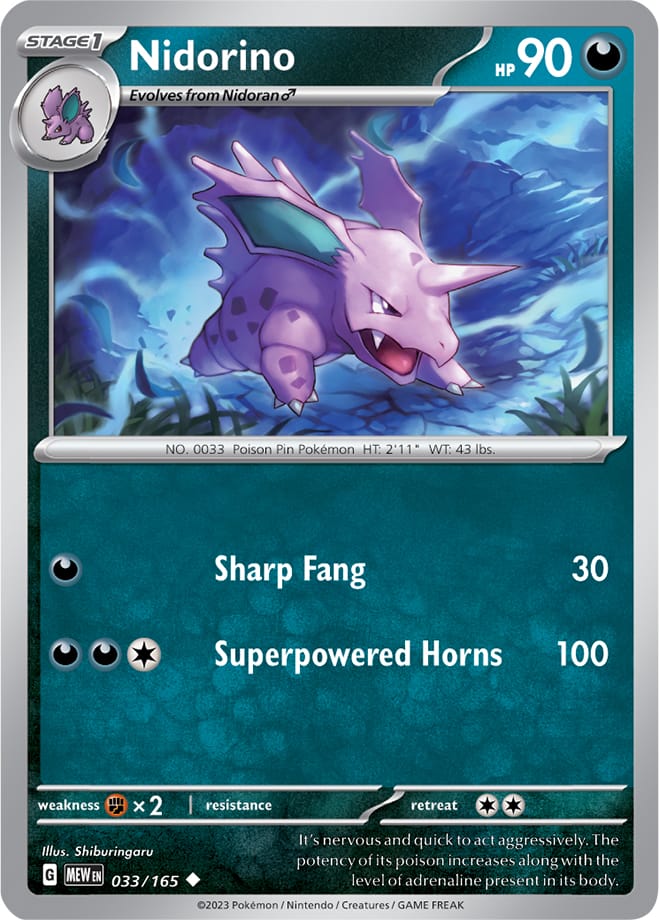 STAGE1
Nidorino
HP 90
Evolves from Nidoran♂
NO. 0033 Poison Pin Pokémon HT: 2'11" WT: 43 lbs.
Sharp Fang 30
Superpowered Horns 100
weakness ×2 resistance retreat
Illus. Shiburingaru
It's nervous and quick to act aggressively. The
potency of its poison increases along with the
level of adrenaline present in its body.
G MEW EN 033/165
©2023 Pokémon / Nintendo / Creatures / GAME FREAK